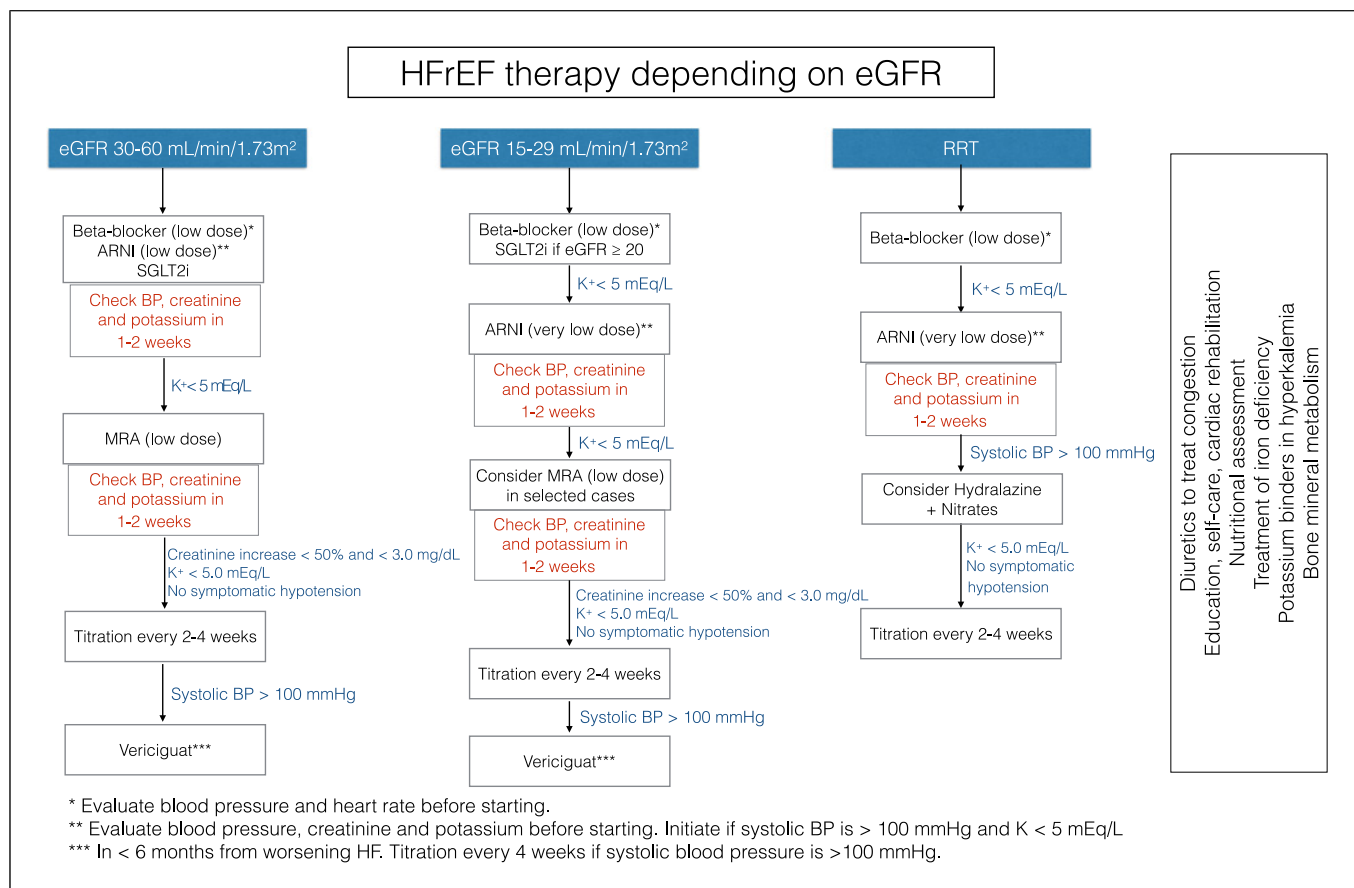 HFrEF therapy depending on eGFR
eGFR 30-60 mL/min/1.73m²
Beta-blocker (low dose)*
ARNI (low dose)**
SGLT2i
Check BP, creatinine
and potassium in
1-2 weeks
K⁺< 5 mEq/L
MRA (low dose)
Check BP, creatinine
and potassium in
1-2 weeks
Creatinine increase < 50% and < 3.0 mg/dL
K⁺ < 5.0 mEq/L
No symptomatic hypotension
Titration every 2-4 weeks
Systolic BP > 100 mmHg
Vericiguat***
eGFR 15-29 mL/min/1.73m²
Beta-blocker (low dose)*
SGLT2i if eGFR ≥ 20
K⁺< 5 mEq/L
ARNI (very low dose)**
Check BP, creatinine
and potassium in
1-2 weeks
K⁺< 5 mEq/L
Consider MRA (low dose)
in selected cases
Check BP, creatinine
and potassium in
1-2 weeks
Creatinine increase < 50% and < 3.0 mg/dL
K⁺ < 5.0 mEq/L
No symptomatic hypotension
Titration every 2-4 weeks
Systolic BP > 100 mmHg
Vericiguat***
RRT
Beta-blocker (low dose)*
K⁺< 5 mEq/L
ARNI (very low dose)**
Check BP, creatinine
and potassium in
1-2 weeks
Systolic BP > 100 mmHg
Consider Hydralazine
+ Nitrates
K⁺ < 5.0 mEq/L
No symptomatic
hypotension
Titration every 2-4 weeks
Diuretics to treat congestion
Education, self-care, cardiac rehabilitation
Nutritional assessment
Treatment of iron deficiency
Potassium binders in hyperkalemia
Bone mineral metabolism
* Evaluate blood pressure and heart rate before starting.
** Evaluate blood pressure, creatinine and potassium before starting. Initiate if systolic BP is > 100 mmHg and K < 5 mEq/L
*** In < 6 months from worsening HF. Titration every 4 weeks if systolic blood pressure is >100 mmHg.